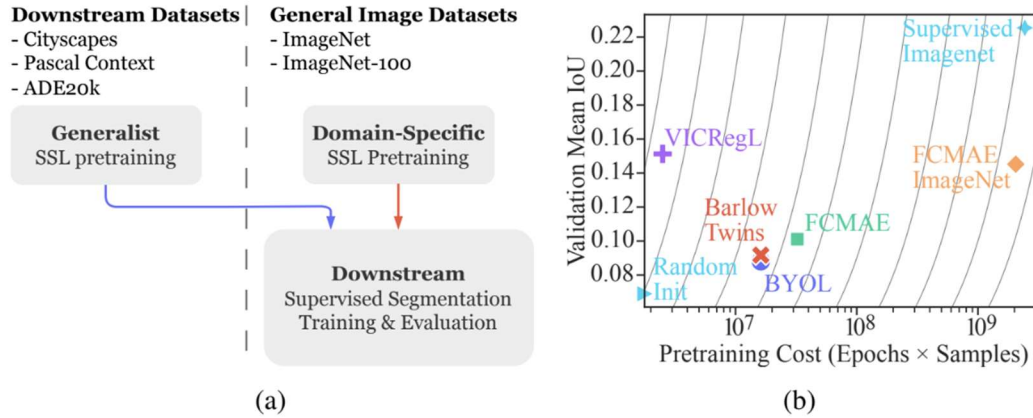 Downstream Datasets
- Cityscapes
- Pascal Context
- ADE20k
General Image Datasets
- ImageNet
- ImageNet-100
Generalist
SSL pretraining
Domain-Specific
SSL Pretraining
Downstream
Supervised Segmentation
Training & Evaluation
(a)
Validation Mean IoU
0.22
0.20
0.18
0.16
0.14
0.12
0.10
0.08
Supervised
Imagenet
VICRegL
FCMAE
ImageNet
Barlow
Twins
FCMAE
Random
Init
BYOL
10⁷
10⁸
10⁹
Pretraining Cost (Epochs × Samples)
(b)